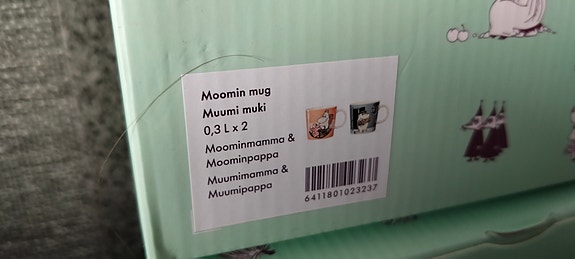 Moomin mug
Muumi muki
0,3 L x 2
Moominmamma &
Moominpappa
Muumimamma &
Muumipappa
6411801023237